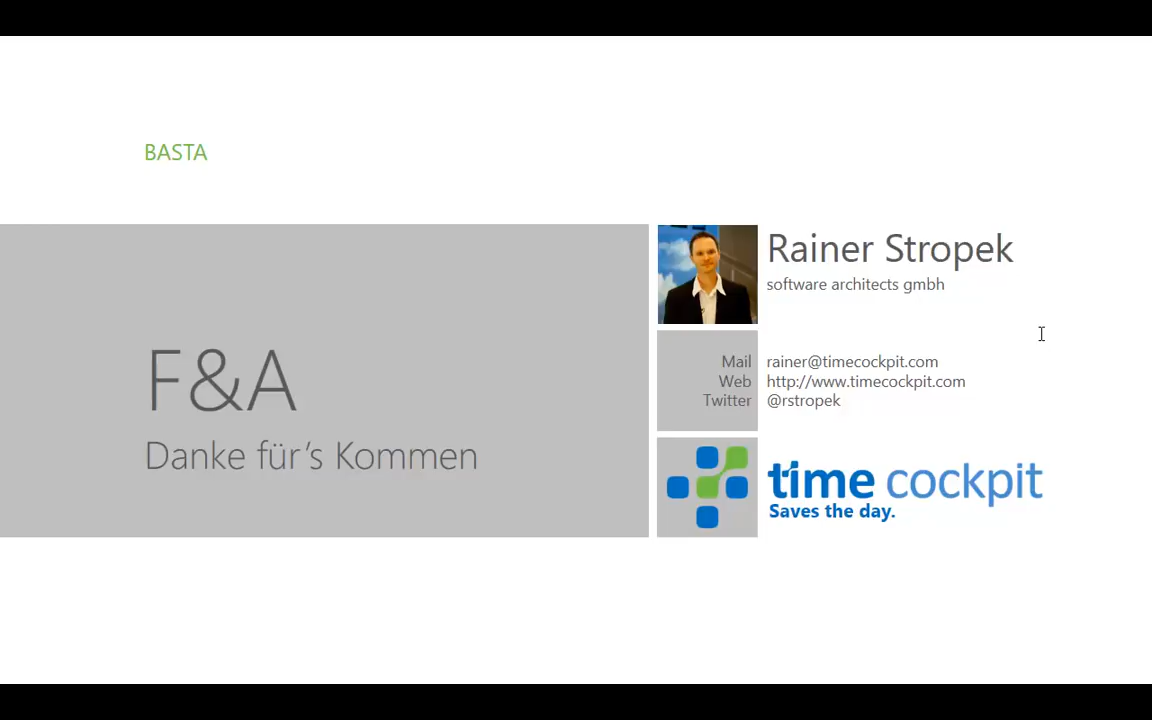 BASTA
F&A
Danke für's Kommen
Rainer Stropek
software architects gmbh
Mail rainer@timecockpit.com
Web http://www.timecockpit.com
Twitter @rstropek
time cockpit
Saves the day.